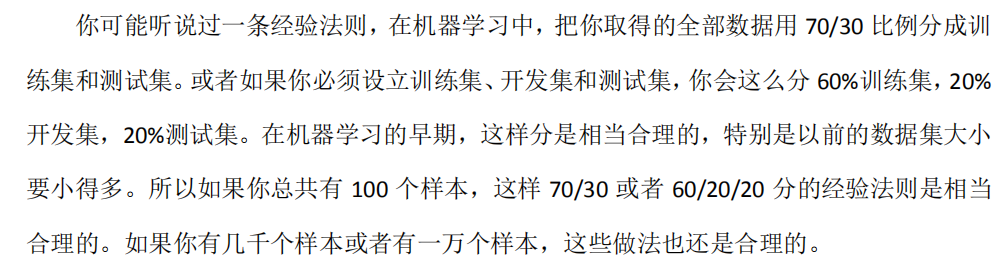 你可能听说过一条经验法则，在机器学习中，把你取得的全部数据用 70/30 比例分成训
练集和测试集。或者如果你必须设立训练集、开发集和测试集，你会这么分 60%训练集，20%
开发集，20%测试集。在机器学习的早期，这样分是相当合理的，特别是以前的数据集大小
要小得多。所以如果你总共有 100 个样本，这样 70/30 或者 60/20/20 分的经验法则是相当
合理的。如果你有几千个样本或者有一万个样本，这些做法也还是合理的。